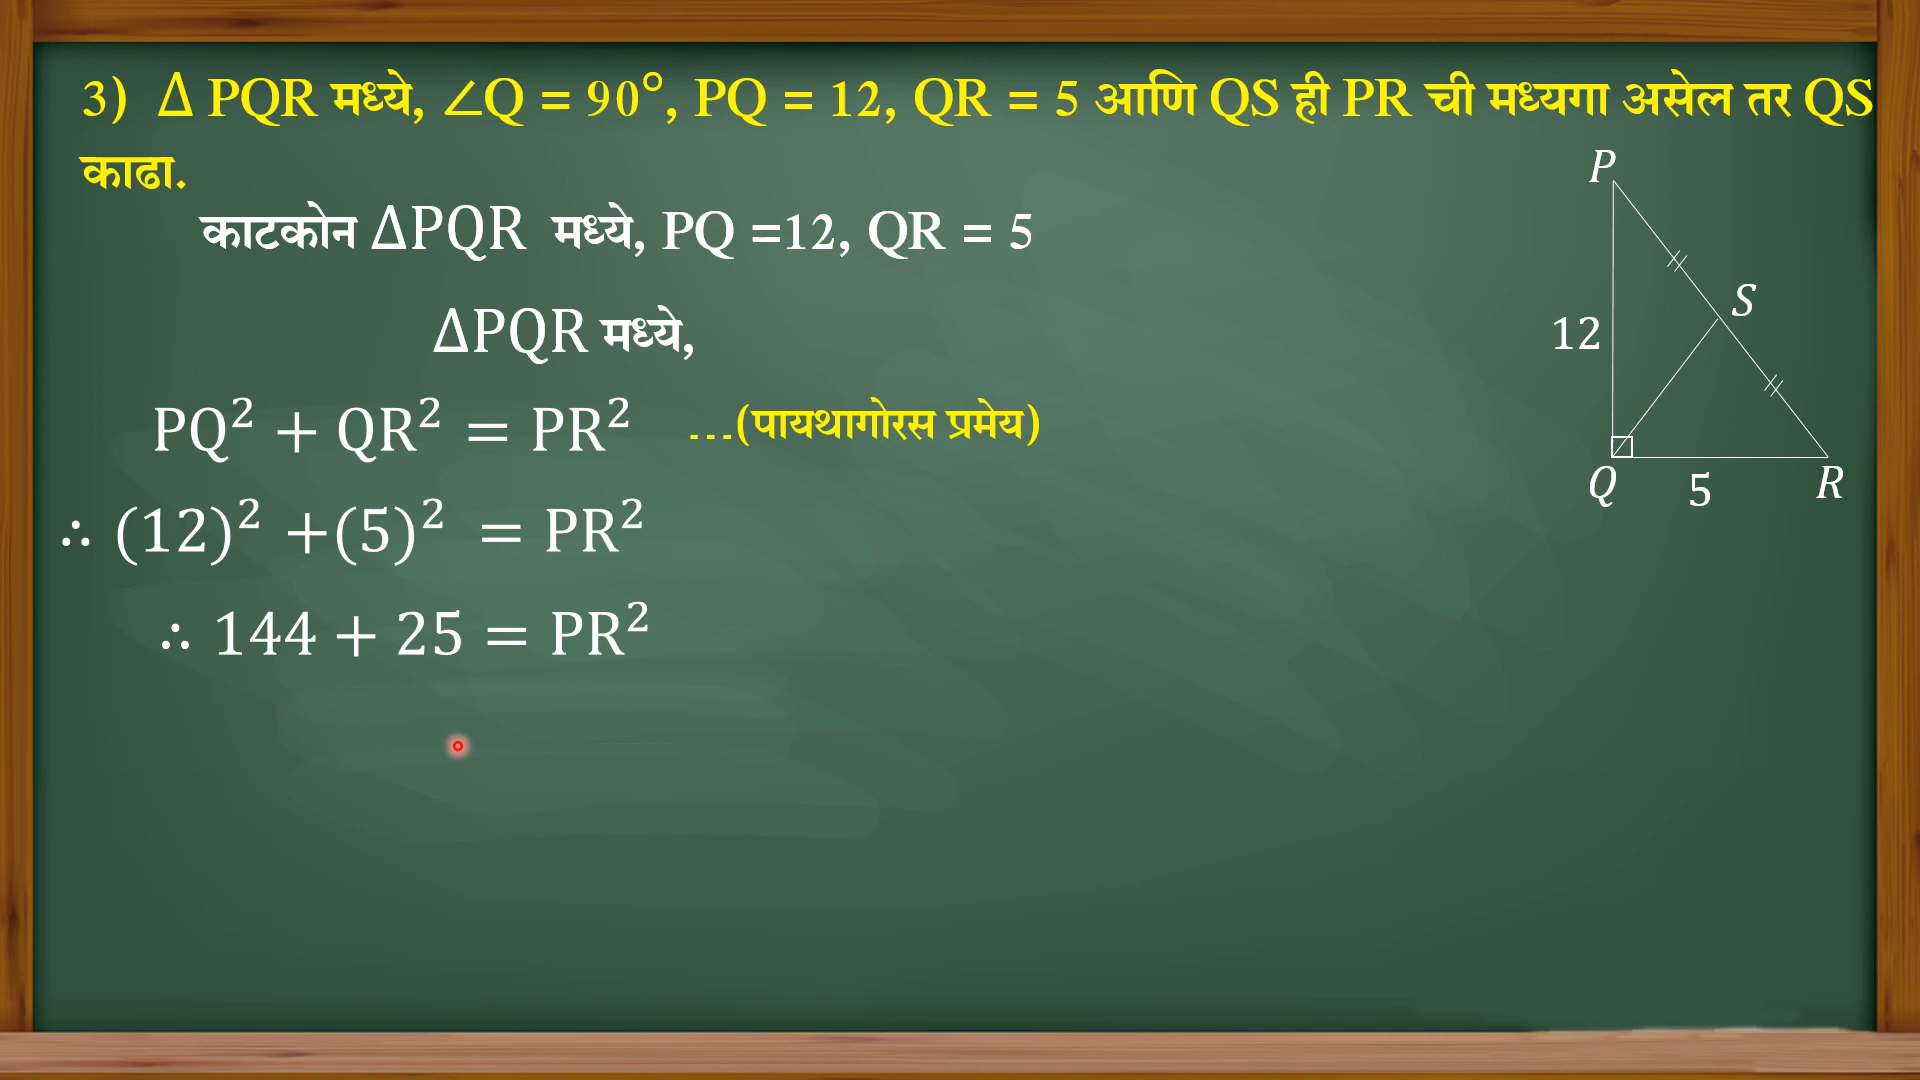 3) Δ PQR मध्ये, ∠Q = 90°, PQ = 12, QR = 5 आणि QS ही PR ची मध्यगा असेल तर QS
काढा.
काटकोन ΔPQR मध्ये, PQ =12, QR = 5
ΔPQR मध्ये,
PQ² + QR² = PR² ---(पायथागोरस प्रमेय)
∴ (12)² +(5)² = PR²
∴ 144 + 25 = PR²
P
S
12
Q
5
R